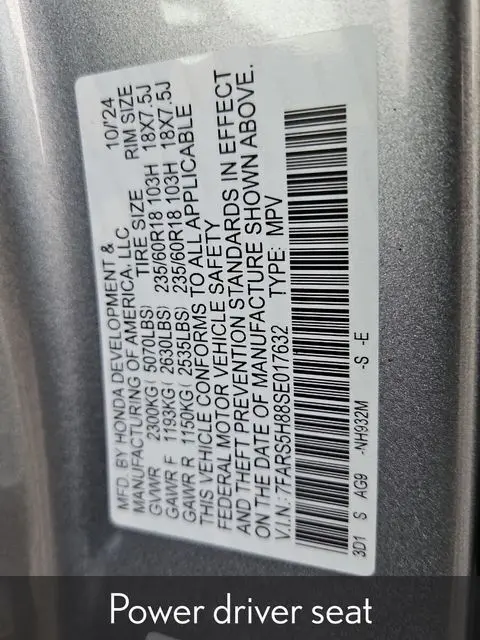 MFD. BY HONDA DEVELOPMENT &
MANUFACTURING OF AMERICA, LLC 10/'24
GVWR 2300KG( 5070LBS) TIRE SIZE RIM SIZE
GAWR F 1193KG( 2630LBS) 235/60R18 103H 18X7.5J
GAWR R 1150KG( 2535LBS) 235/60R18 103H 18X7.5J
THIS VEHICLE CONFORMS TO ALL APPLICABLE
FEDERAL MOTOR VEHICLE SAFETY
AND THEFT PREVENTION STANDARDS IN EFFECT
ON THE DATE OF MANUFACTURE SHOWN ABOVE.
V.I.N: 7FARS5H88SE017632 TYPE: MPV
3D1 S AG9 -NH932M -S -E
Power driver seat